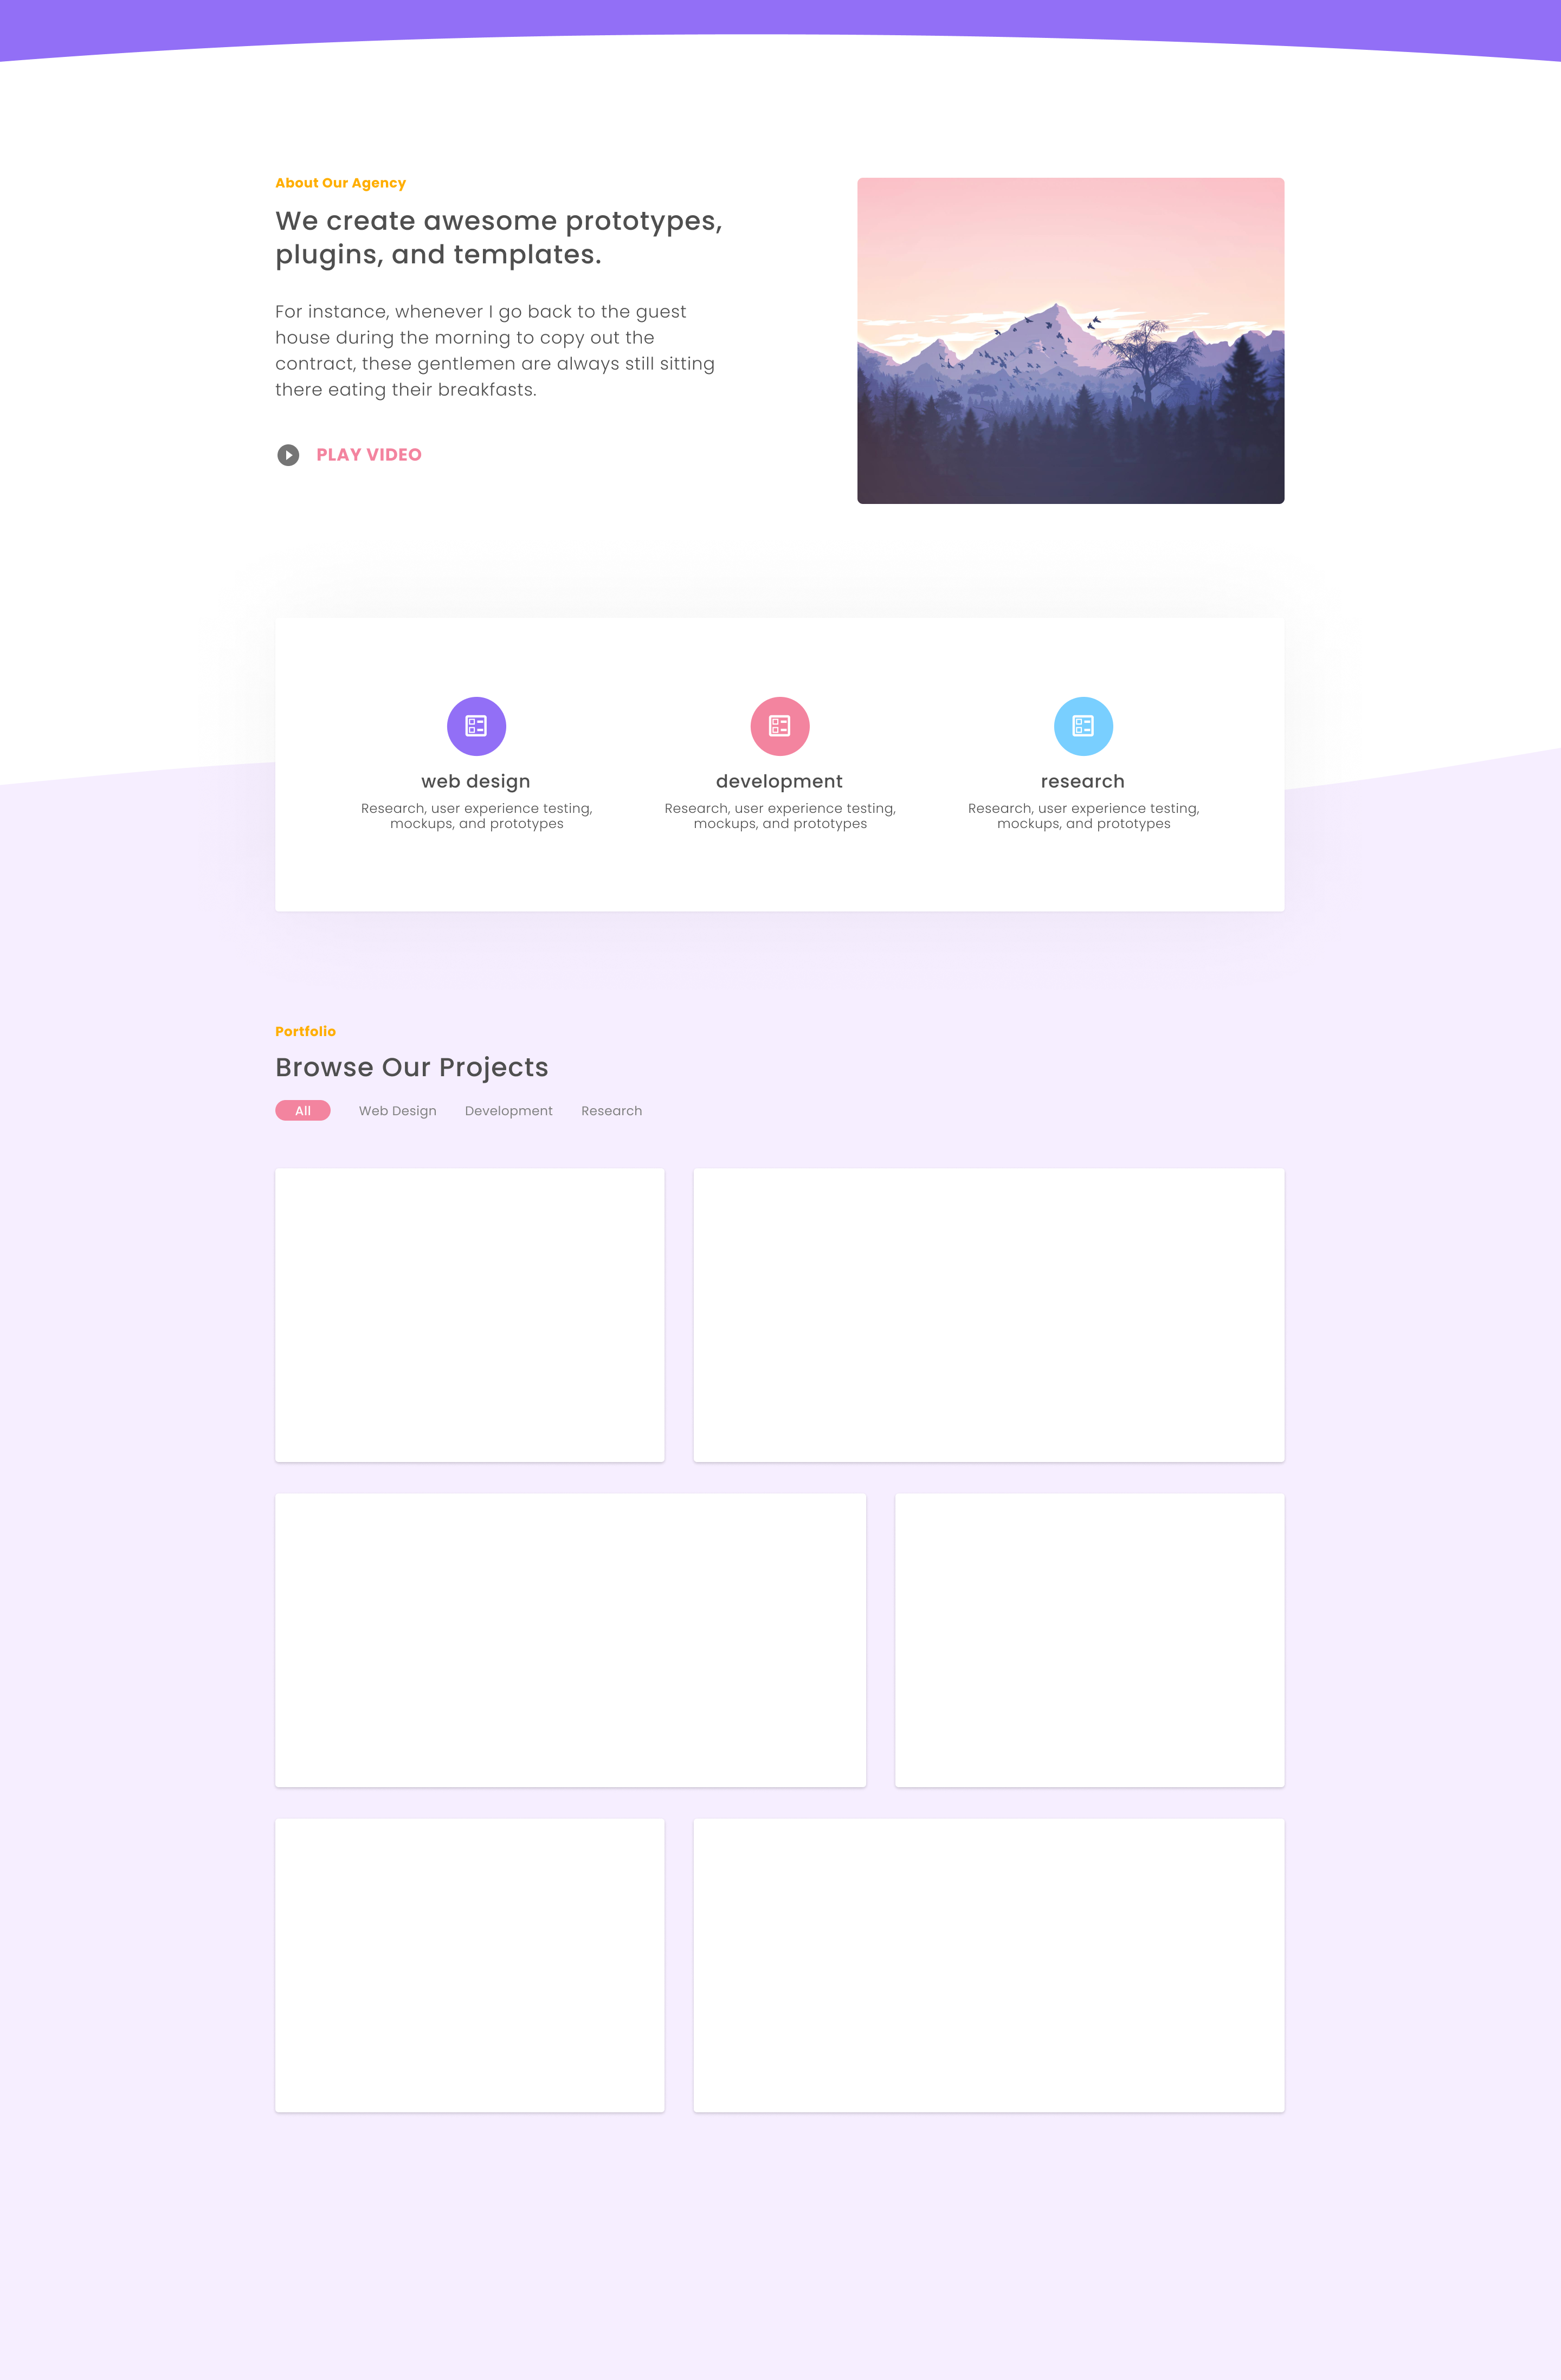 About Our Agency
We create awesome prototypes,
plugins, and templates.
For instance, whenever I go back to the guest
house during the morning to copy out the
contract, these gentlemen are always still sitting
there eating their breakfasts.
PLAY VIDEO
web design
Research, user experience testing,
mockups, and prototypes
development
Research, user experience testing,
mockups, and prototypes
research
Research, user experience testing,
mockups, and prototypes
Portfolio
Browse Our Projects
All Web Design Development Research